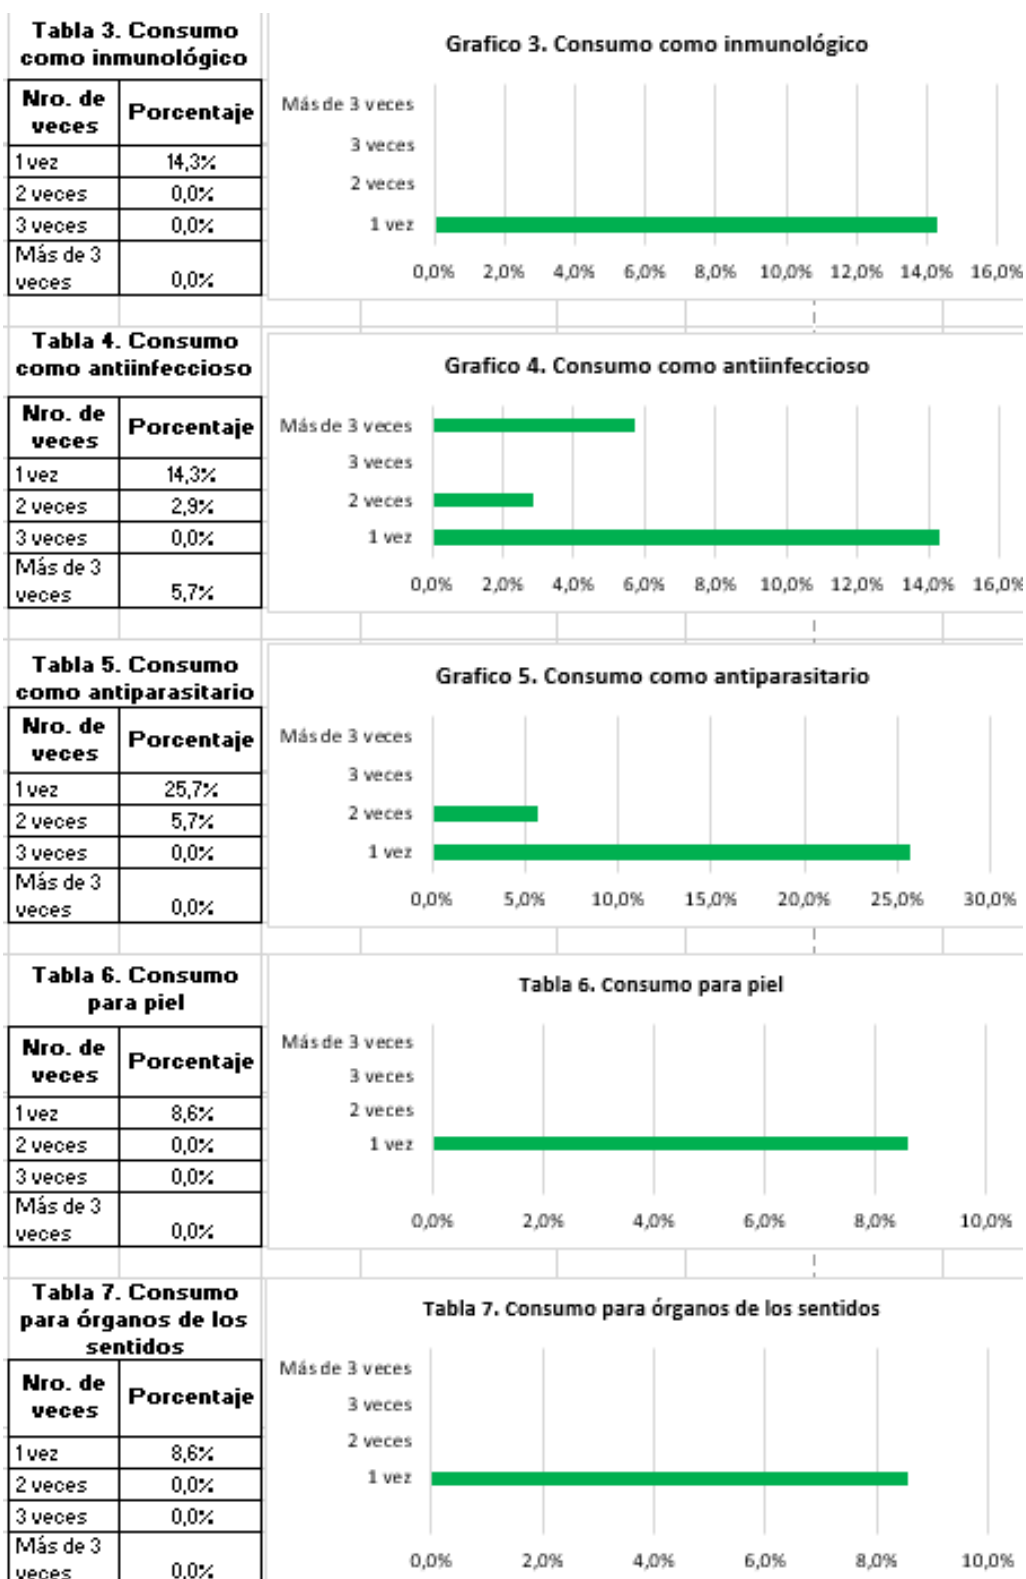 Tabla 3. Consumo
como inmunológico
Nro. de
veces
Porcentaje
1 vez 14,3%
2 veces 0,0%
3 veces 0,0%
Más de 3
veces 0,0%
Grafico 3. Consumo como inmunológico
Más de 3 veces
3 veces
2 veces
1 vez
0,0% 2,0% 4,0% 6,0% 8,0% 10,0% 12,0% 14,0% 16,0%
Tabla 4. Consumo
como antiinfeccioso
Nro. de
veces
Porcentaje
1 vez 14,3%
2 veces 2,9%
3 veces 0,0%
Más de 3
veces 5,7%
Grafico 4. Consumo como antiinfeccioso
Más de 3 veces
3 veces
2 veces
1 vez
0,0% 2,0% 4,0% 6,0% 8,0% 10,0% 12,0% 14,0% 16,0%
Tabla 5. Consumo
como antiparasitario
Nro. de
veces
Porcentaje
1 vez 25,7%
2 veces 5,7%
3 veces 0,0%
Más de 3
veces 0,0%
Grafico 5. Consumo como antiparasitario
Más de 3 veces
3 veces
2 veces
1 vez
0,0% 5,0% 10,0% 15,0% 20,0% 25,0% 30,0%
Tabla 6. Consumo
para piel
Nro. de
veces
Porcentaje
1 vez 8,6%
2 veces 0,0%
3 veces 0,0%
Más de 3
veces 0,0%
Tabla 6. Consumo para piel
Más de 3 veces
3 veces
2 veces
1 vez
0,0% 2,0% 4,0% 6,0% 8,0% 10,0%
Tabla 7. Consumo
para órganos de los
sentidos
Nro. de
veces
Porcentaje
1 vez 8,6%
2 veces 0,0%
3 veces 0,0%
Más de 3
veces 0,0%
Tabla 7. Consumo para órganos de los sentidos
Más de 3 veces
3 veces
2 veces
1 vez
0,0% 2,0% 4,0% 6,0% 8,0% 10,0%